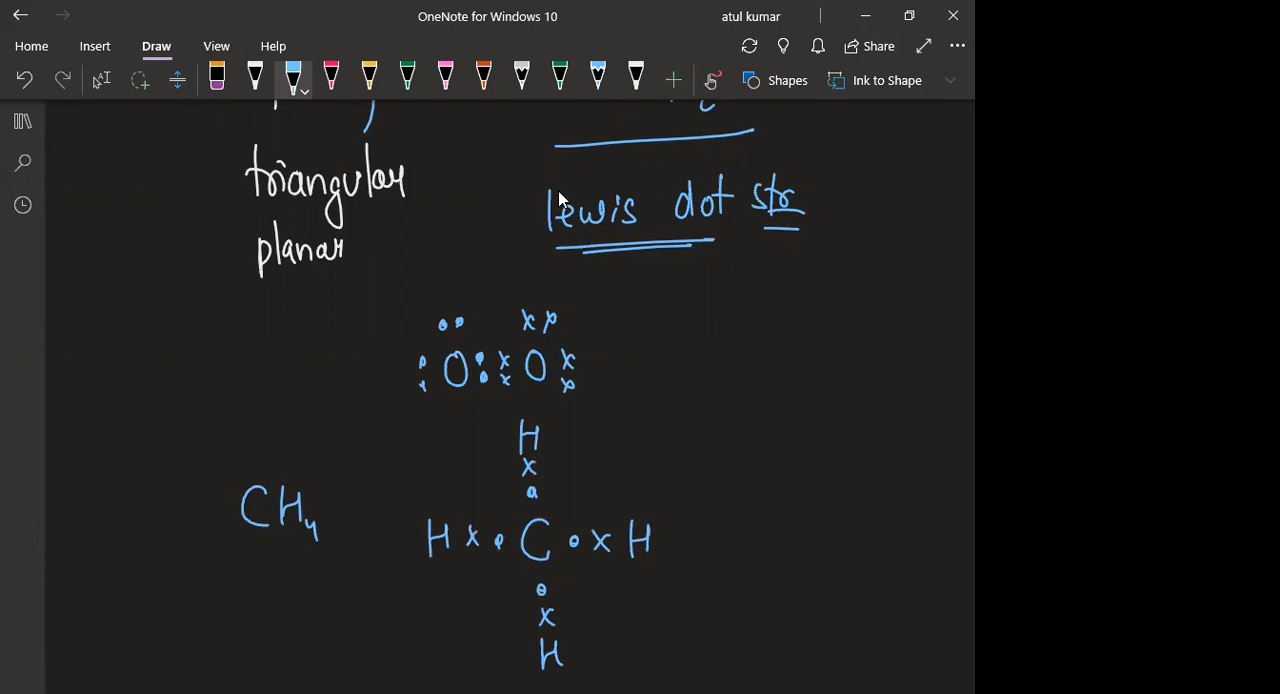 OneNote for Windows 10
atul kumar
Home Insert Draw View Help
Share
Shapes
Ink to Shape
triangular
planar
lewis dot str
O O
H
x
CH4
H x C x H
x
H